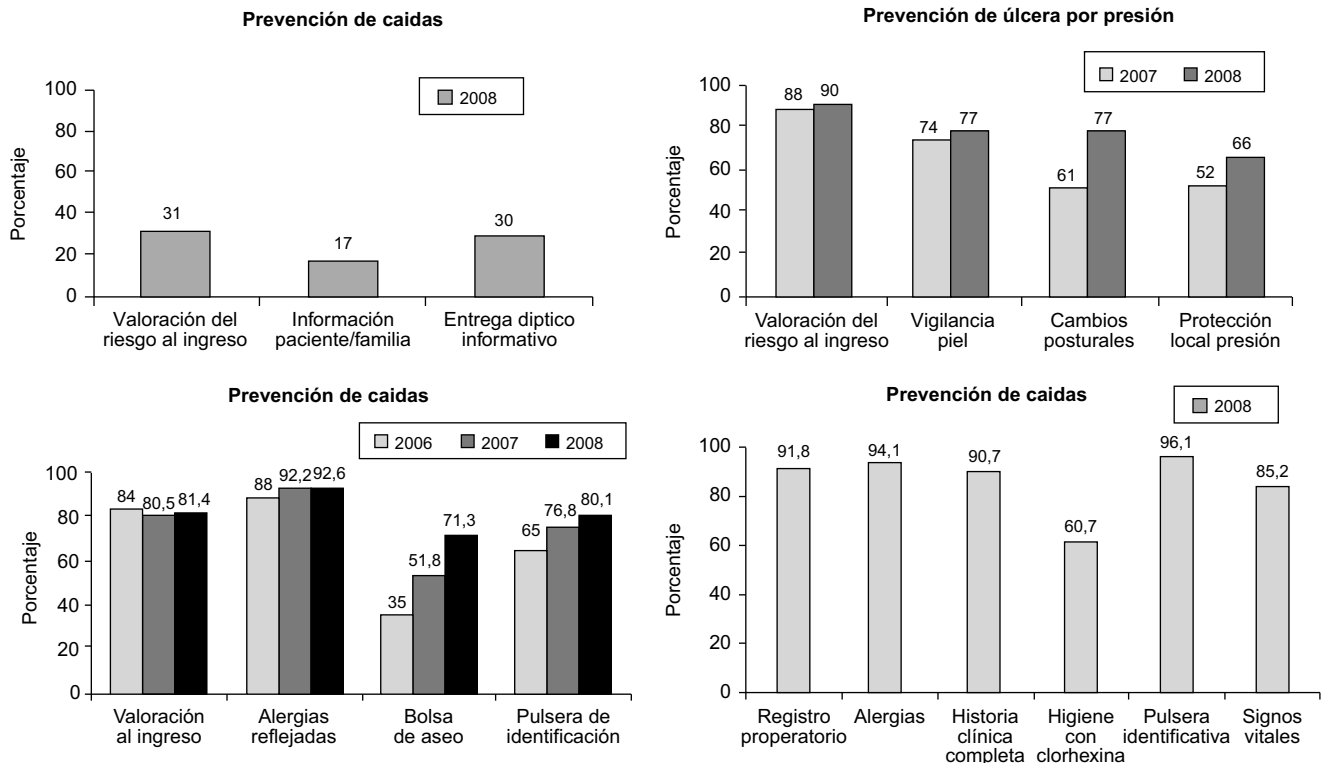 Prevención de caidas
2008
Porcentaje
100
80
60
40
20
0
31
17
30
Valoración del
riesgo al ingreso
Información
paciente/familia
Entrega diptico
informativo
Prevención de úlcera por presión
2007 2008
Porcentaje
100
80
60
40
20
0
88 90
74 77
61 77
52 66
Valoración del
riesgo al ingreso
Vigilancia
piel
Cambios
posturales
Protección
local presión
Prevención de caidas
2006 2007 2008
Porcentaje
100
80
60
40
20
0
84 80,5 81,4
88 92,2 92,6
35 51,8 71,3
65 76,8 80,1
Valoración
al ingreso
Alergias
reflejadas
Bolsa
de aseo
Pulsera de
identificación
Prevención de caidas
2008
Porcentaje
100
80
60
40
20
0
91,8
94,1
90,7
60,7
96,1
85,2
Registro
properatorio
Alergias
Historia
clínica
completa
Higiene
con
clorhexina
Pulsera
identificativa
Signos
vitales